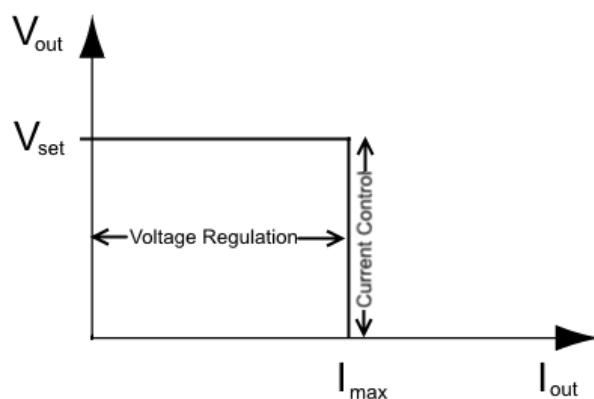 Vout
Vset
Voltage Regulation
Current Control
Imax
Iout